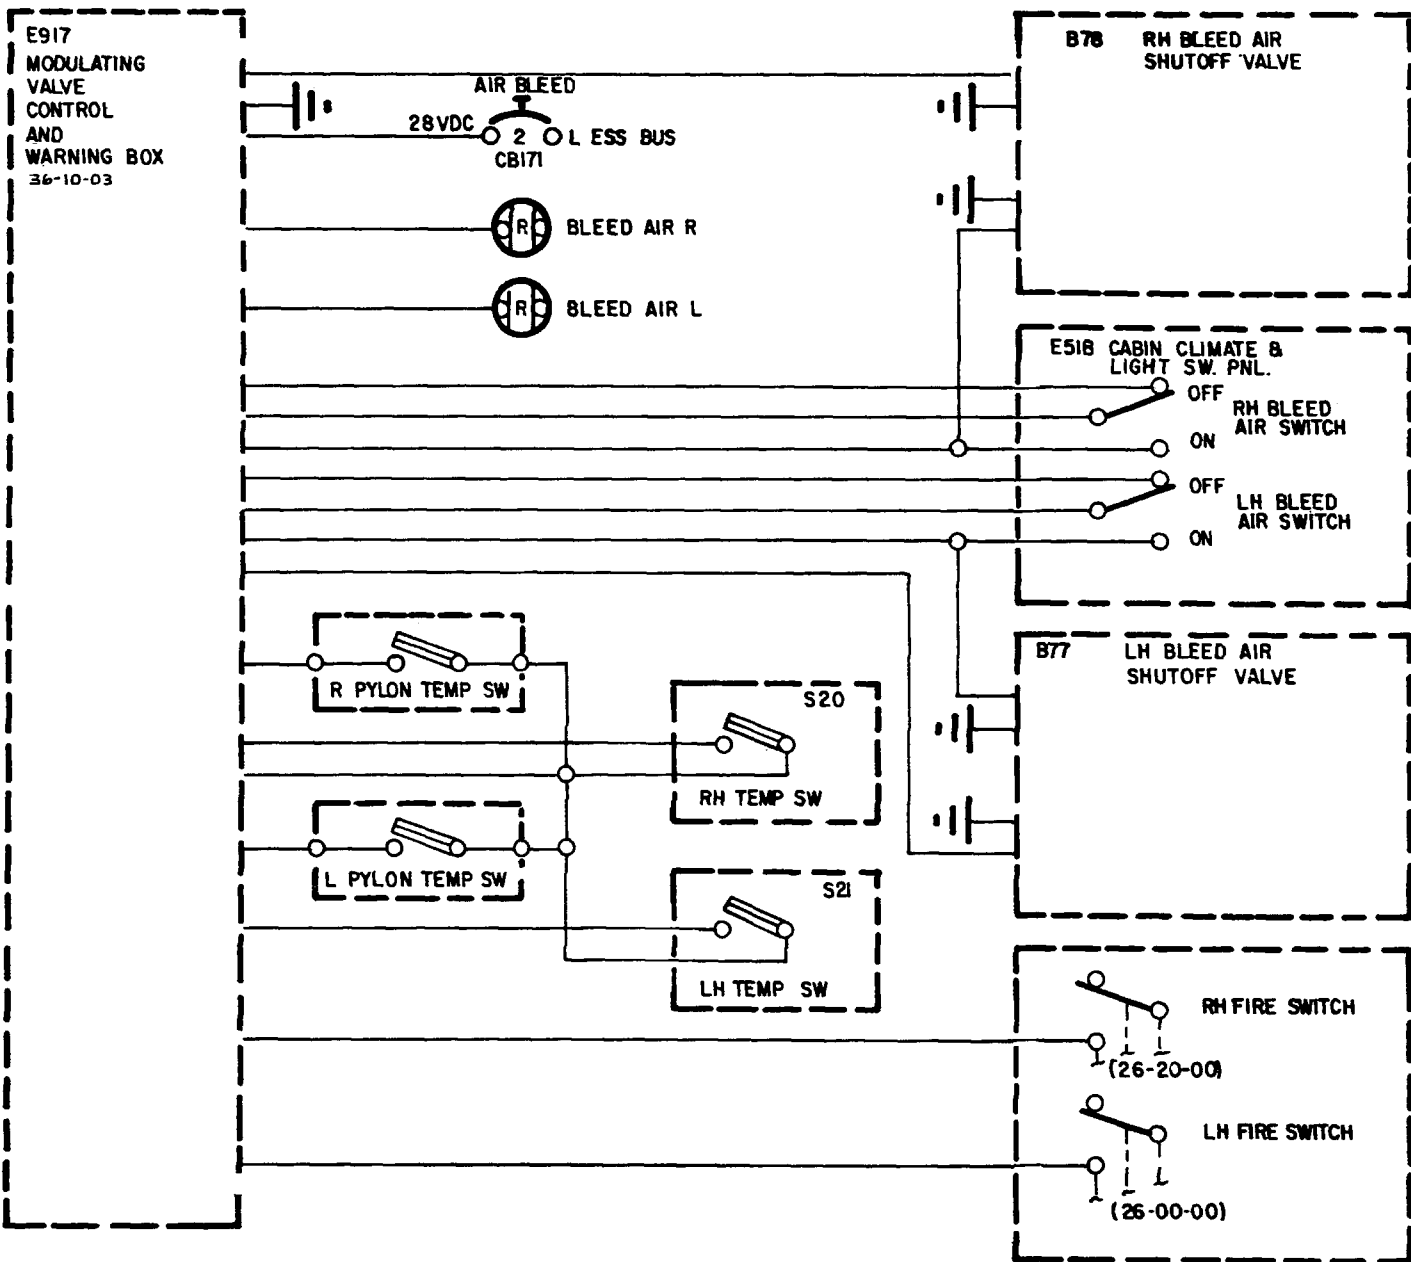 E917
MODULATING
VALVE
CONTROL
AND
WARNING BOX
36-10-03
AIR BLEED
28VDC
2
L ESS BUS
CB171
R
BLEED AIR R
R
BLEED AIR L
B78 RH BLEED AIR
SHUTOFF VALVE
E518 CABIN CLIMATE &
LIGHT SW. PNL.
OFF
RH BLEED
AIR SWITCH
ON
OFF
LH BLEED
AIR SWITCH
ON
R PYLON TEMP SW
S20
RH TEMP SW
L PYLON TEMP SW
S21
LH TEMP SW
B77 LH BLEED AIR
SHUTOFF VALVE
RH FIRE SWITCH
(26-20-00)
LH FIRE SWITCH
(26-00-00)